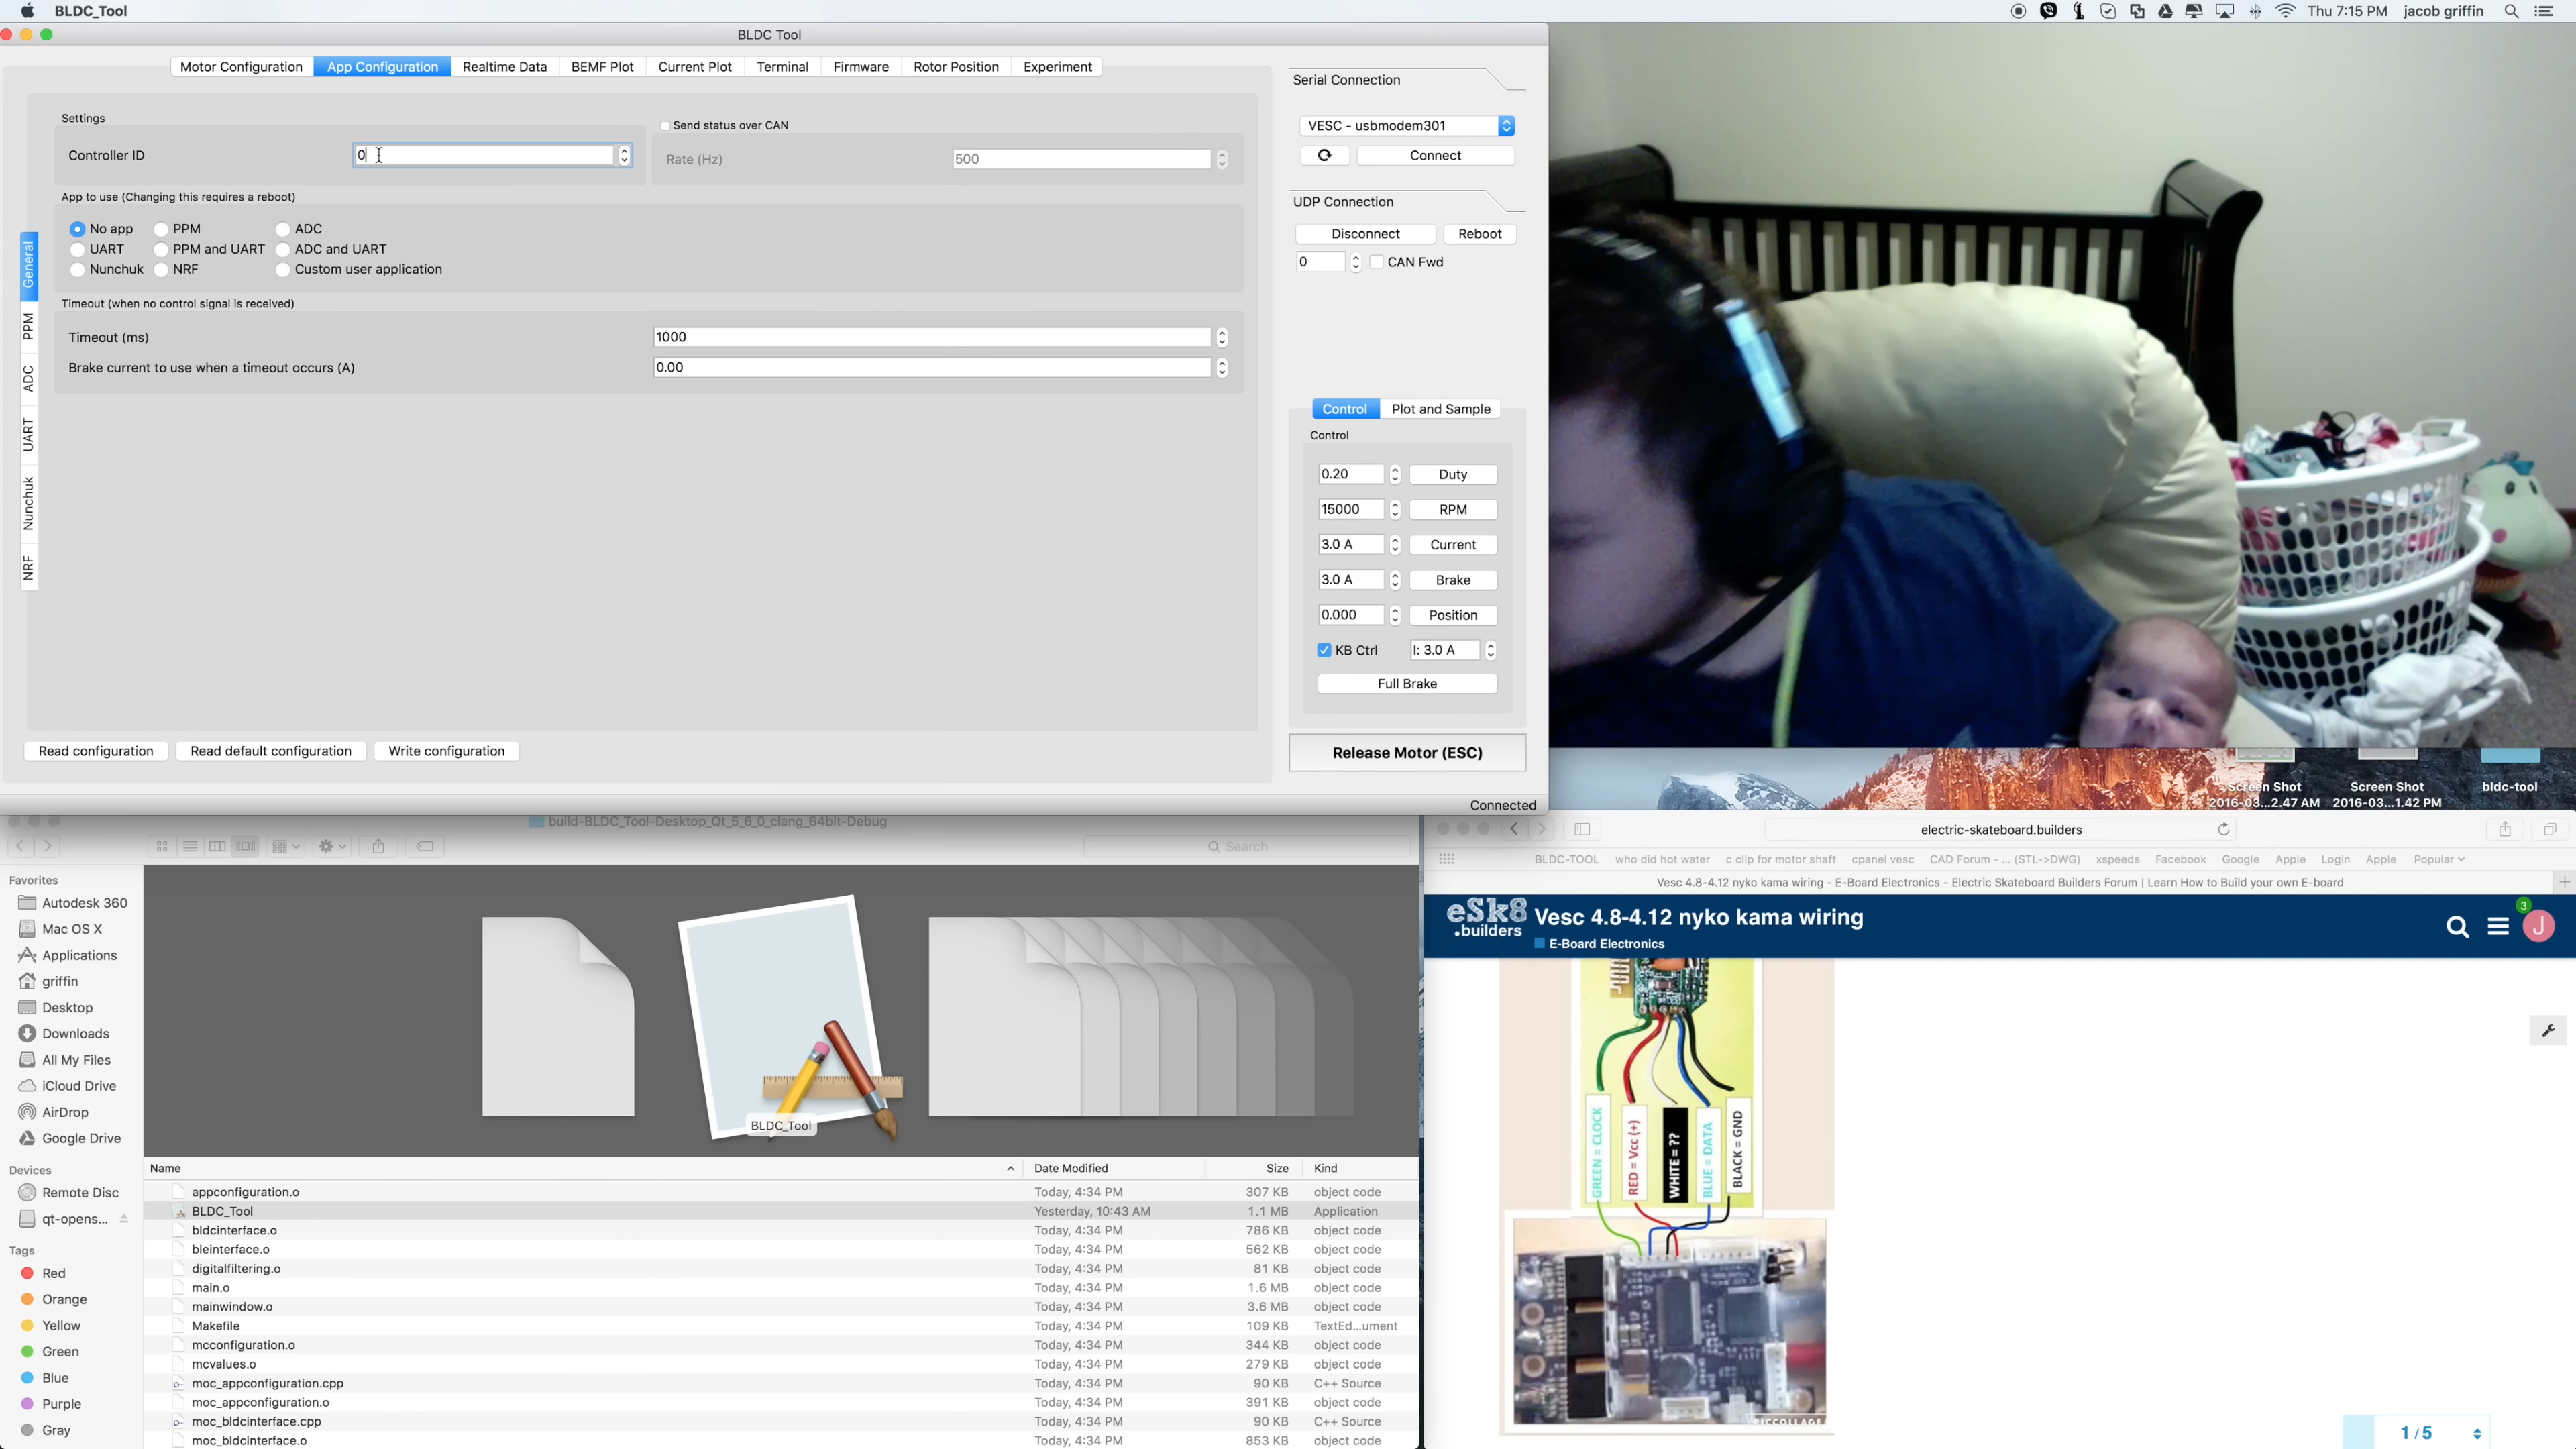 BLDC_Tool
Thu 7:15 PM jacob griffin
BLDC Tool
Motor Configuration
App Configuration
Realtime Data
BEMF Plot
Current Plot
Terminal
Firmware
Rotor Position
Experiment
Settings
Controller ID
0
Send status over CAN
Rate (Hz)
500
App to use (Changing this requires a reboot)
No app
PPM
ADC
UART
PPM and UART
ADC and UART
Nunchuk
NRF
Custom user application
Timeout (when no control signal is received)
Timeout (ms)
1000
Brake current to use when a timeout occurs (A)
0.00
General
PPM
ADC
UART
Nunchuk
NRF
Read configuration
Read default configuration
Write configuration
Serial Connection
VESC - usbmodem301
Connect
UDP Connection
Disconnect
Reboot
0
CAN Fwd
Control
Plot and Sample
Control
0.20
Duty
15000
RPM
3.0 A
Current
3.0 A
Brake
0.000
Position
KB Ctrl
I: 3.0 A
Full Brake
Release Motor (ESC)
Connected
Screen Shot
2016-03...2.47 AM
Screen Shot
2016-03...1.42 PM
bldc-tool
build-BLDC_Tool-Desktop_Qt_5_6_0_clang_64bit-Debug
Search
Favorites
Autodesk 360
Mac OS X
Applications
griffin
Desktop
Downloads
All My Files
iCloud Drive
AirDrop
Google Drive
Devices
Remote Disc
qt-opens...
Tags
Red
Orange
Yellow
Green
Blue
Purple
Gray
BLDC_Tool
Name Date Modified Size Kind
appconfiguration.o Today, 4:34 PM 307 KB object code
BLDC_Tool Yesterday, 10:43 AM 1.1 MB Application
bldcinterface.o Today, 4:34 PM 786 KB object code
bleinterface.o Today, 4:34 PM 562 KB object code
digitalfiltering.o Today, 4:34 PM 81 KB object code
main.o Today, 4:34 PM 1.6 MB object code
mainwindow.o Today, 4:34 PM 3.6 MB object code
Makefile Today, 4:34 PM 109 KB TextEd...ument
mcconfiguration.o Today, 4:34 PM 344 KB object code
mcvalues.o Today, 4:34 PM 279 KB object code
moc_appconfiguration.cpp Today, 4:34 PM 90 KB C++ Source
moc_appconfiguration.o Today, 4:34 PM 391 KB object code
moc_bldcinterface.cpp Today, 4:34 PM 90 KB C++ Source
moc_bldcinterface.o Today, 4:34 PM 853 KB object code
electric-skateboard.builders
BLDC-TOOL who did hot water c clip for motor shaft cpanel vesc CAD Forum - ... (STL->DWG) xspeeds Facebook Google Apple Login Apple Popular
Vesc 4.8-4.12 nyko kama wiring - E-Board Electronics - Electric Skateboard Builders Forum | Learn How to Build your own E-board
eSk8
.builders
Vesc 4.8-4.12 nyko kama wiring
E-Board Electronics
3
J
GREEN = CLOCK
RED = Vcc (+)
WHITE = ??
BLUE = DATA
BLACK = GND
PICCOLLAGE
1 / 5